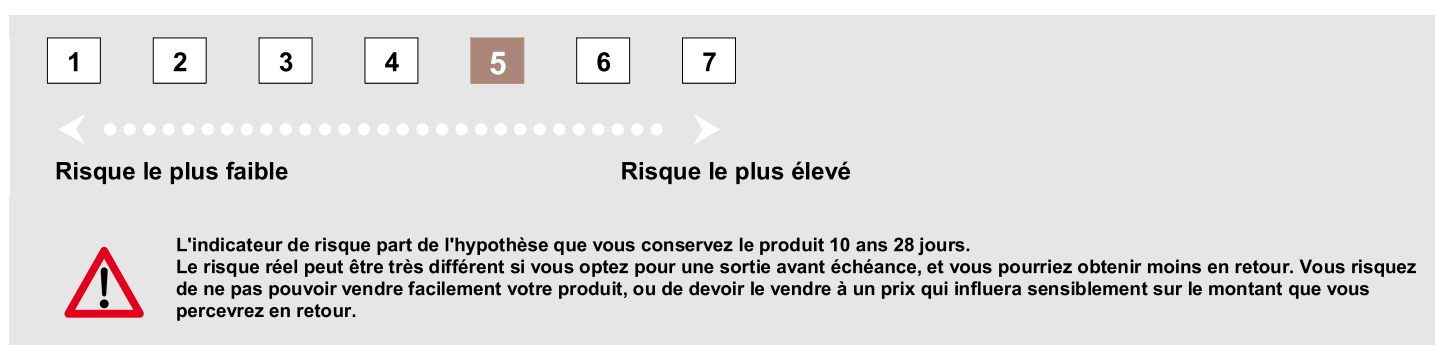 1 2 3 4 5 6 7
Risque le plus faible Risque le plus élevé
L'indicateur de risque part de l'hypothèse que vous conservez le produit 10 ans 28 jours.
Le risque réel peut être très différent si vous optez pour une sortie avant échéance, et vous pourriez obtenir moins en retour. Vous risquez
de ne pas pouvoir vendre facilement votre produit, ou de devoir le vendre à un prix qui influera sensiblement sur le montant que vous
percevrez en retour.